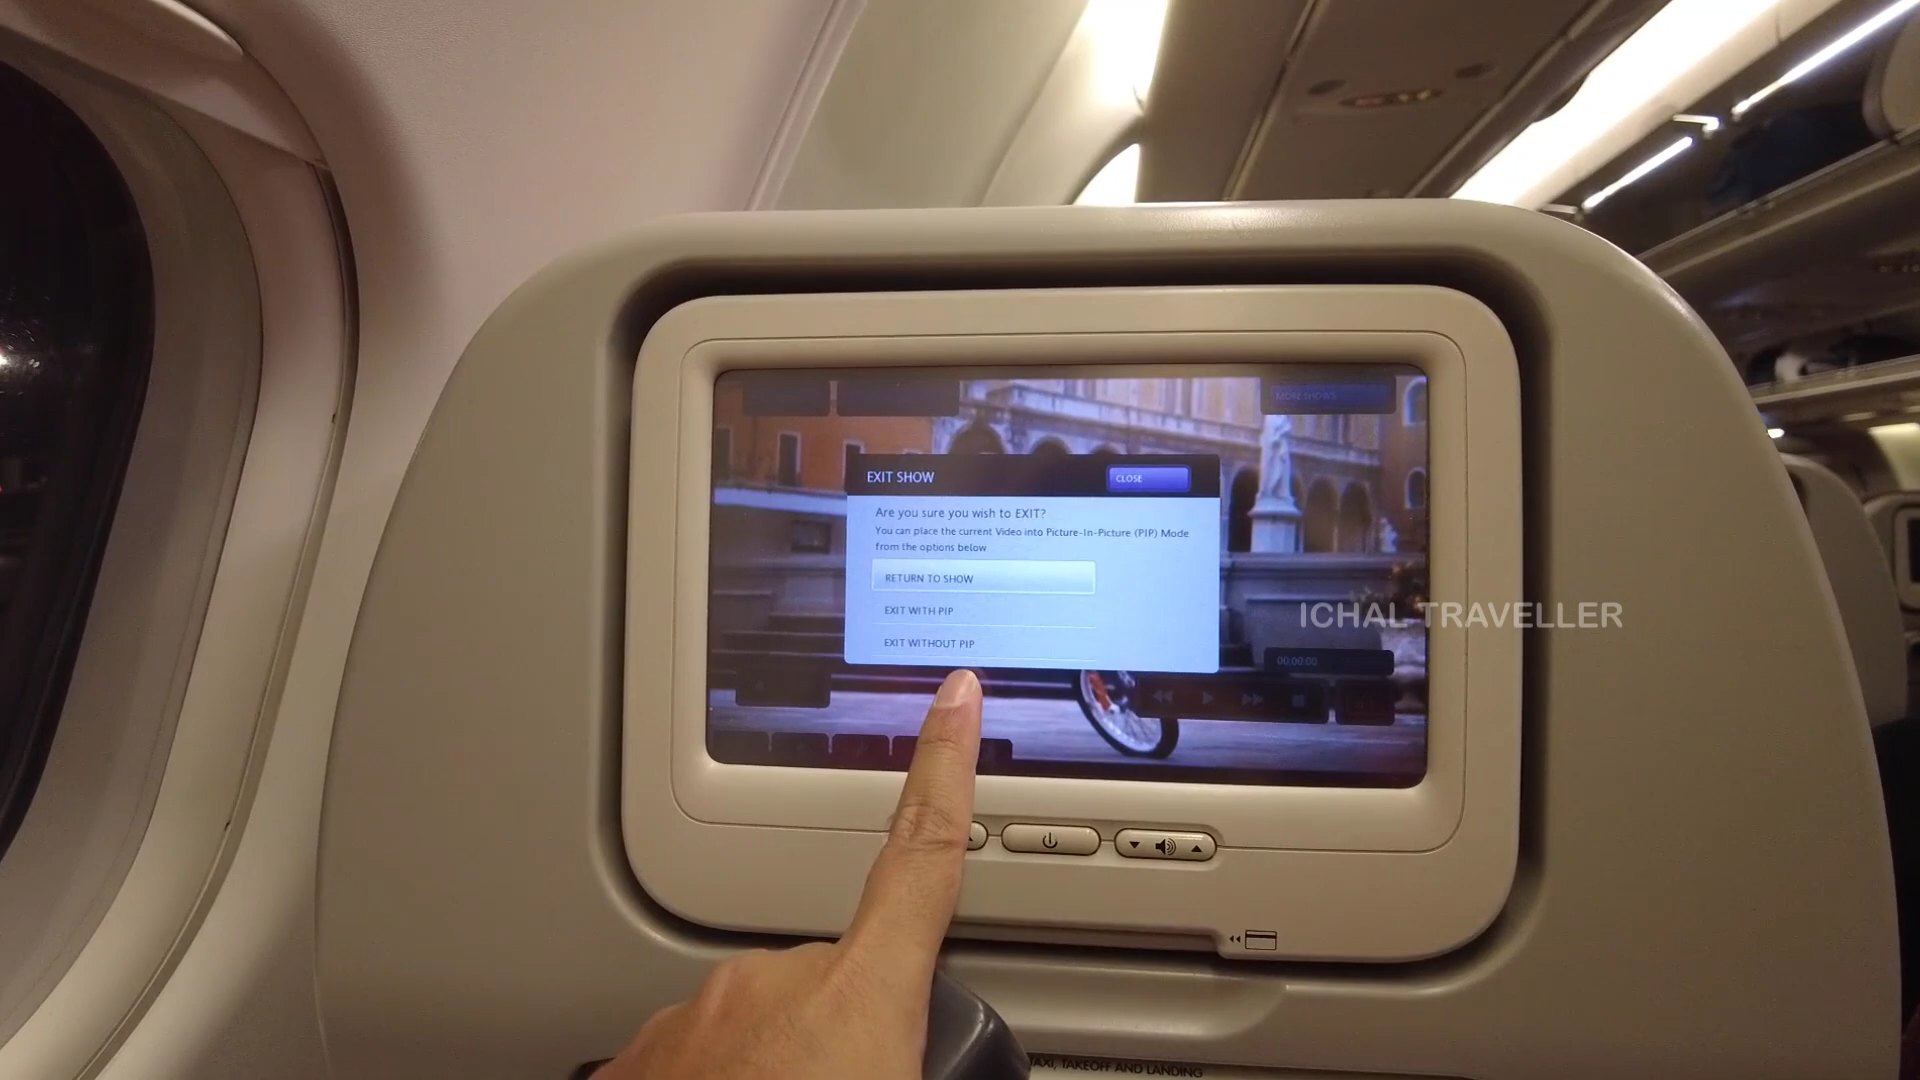 MORE SHOWS
EXIT SHOW
CLOSE
Are you sure you wish to EXIT?
You can place the current Video into Picture-In-Picture (PIP) Mode
from the options below
RETURN TO SHOW
EXIT WITH PIP
EXIT WITHOUT PIP
ICHAL TRAVELLER
00:00:00
TAXI, TAKEOFF AND LANDING